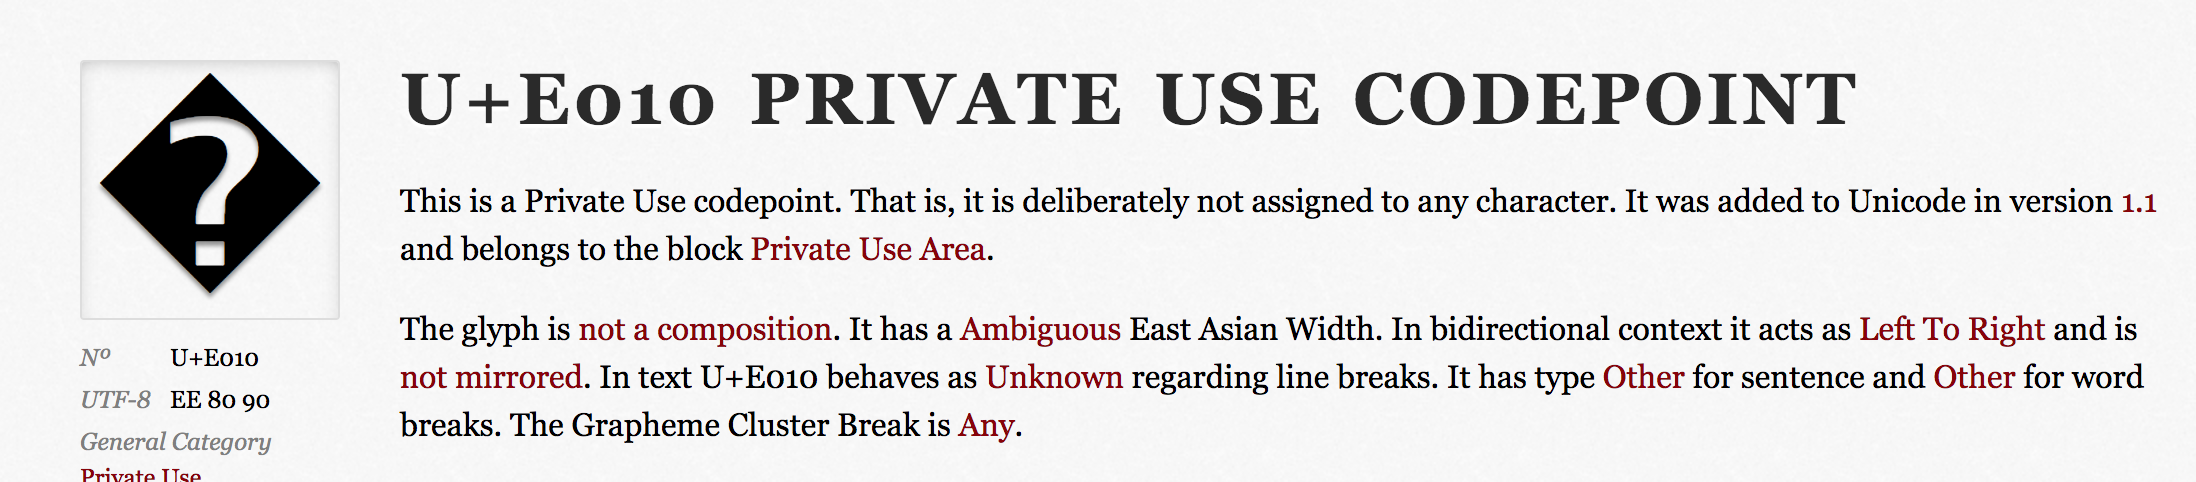 U+E010 PRIVATE USE CODEPOINT
This is a Private Use codepoint. That is, it is deliberately not assigned to any character. It was added to Unicode in version 1.1
and belongs to the block Private Use Area.
The glyph is not a composition. It has a Ambiguous East Asian Width. In bidirectional context it acts as Left To Right and is
not mirrored. In text U+E010 behaves as Unknown regarding line breaks. It has type Other for sentence and Other for word
breaks. The Grapheme Cluster Break is Any.
?
Nº U+E010
UTF-8 EE 80 90
General Category
Private Use